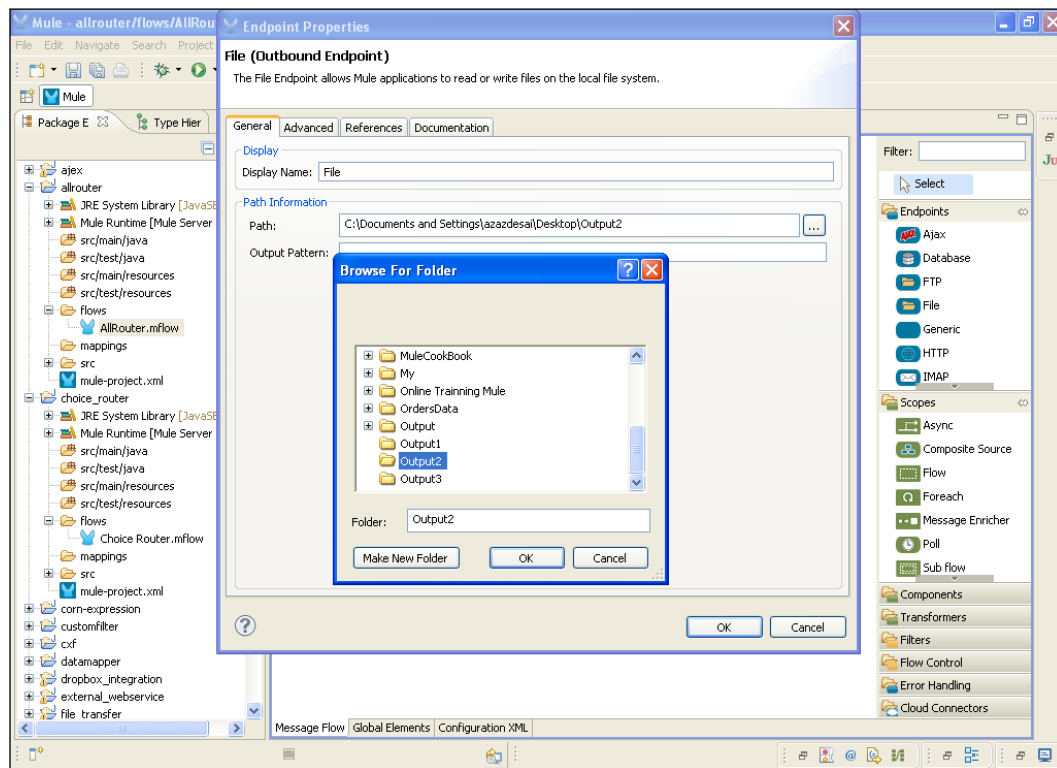 Mule - allrouter/flows/AllRou
File Edit Navigate Search Project
Mule
Package E
Type Hier
ajex
allrouter
JRE System Library [JavaSE
Mule Runtime [Mule Server
src/main/java
src/test/java
src/main/resources
src/test/resources
flows
AllRouter.mflow
mappings
src
mule-project.xml
choice_router
JRE System Library [JavaSE
Mule Runtime [Mule Server
src/main/java
src/test/java
src/main/resources
src/test/resources
flows
Choice Router.mflow
mappings
src
mule-project.xml
corn-expression
customfilter
cxf
datamapper
dropbox_integration
external_webservice
file_transfer
Endpoint Properties
File (Outbound Endpoint)
The File Endpoint allows Mule applications to read or write files on the local file system.
General Advanced References Documentation
Display
Display Name: File
Path Information
Path: C:\Documents and Settings\azazdesai\Desktop\Output2 ...
Output Pattern:
Browse For Folder
MuleCookBook
My
Online Trainning Mule
OrdersData
Output
Output1
Output2
Output3
Folder: Output2
Make New Folder OK Cancel
OK Cancel
Message Flow Global Elements Configuration XML
Filter:
Select
Endpoints
Ajax
Database
FTP
File
Generic
HTTP
IMAP
Scopes
Async
Composite Source
Flow
Foreach
Message Enricher
Poll
Sub flow
Components
Transformers
Filters
Flow Control
Error Handling
Cloud Connectors
Ju